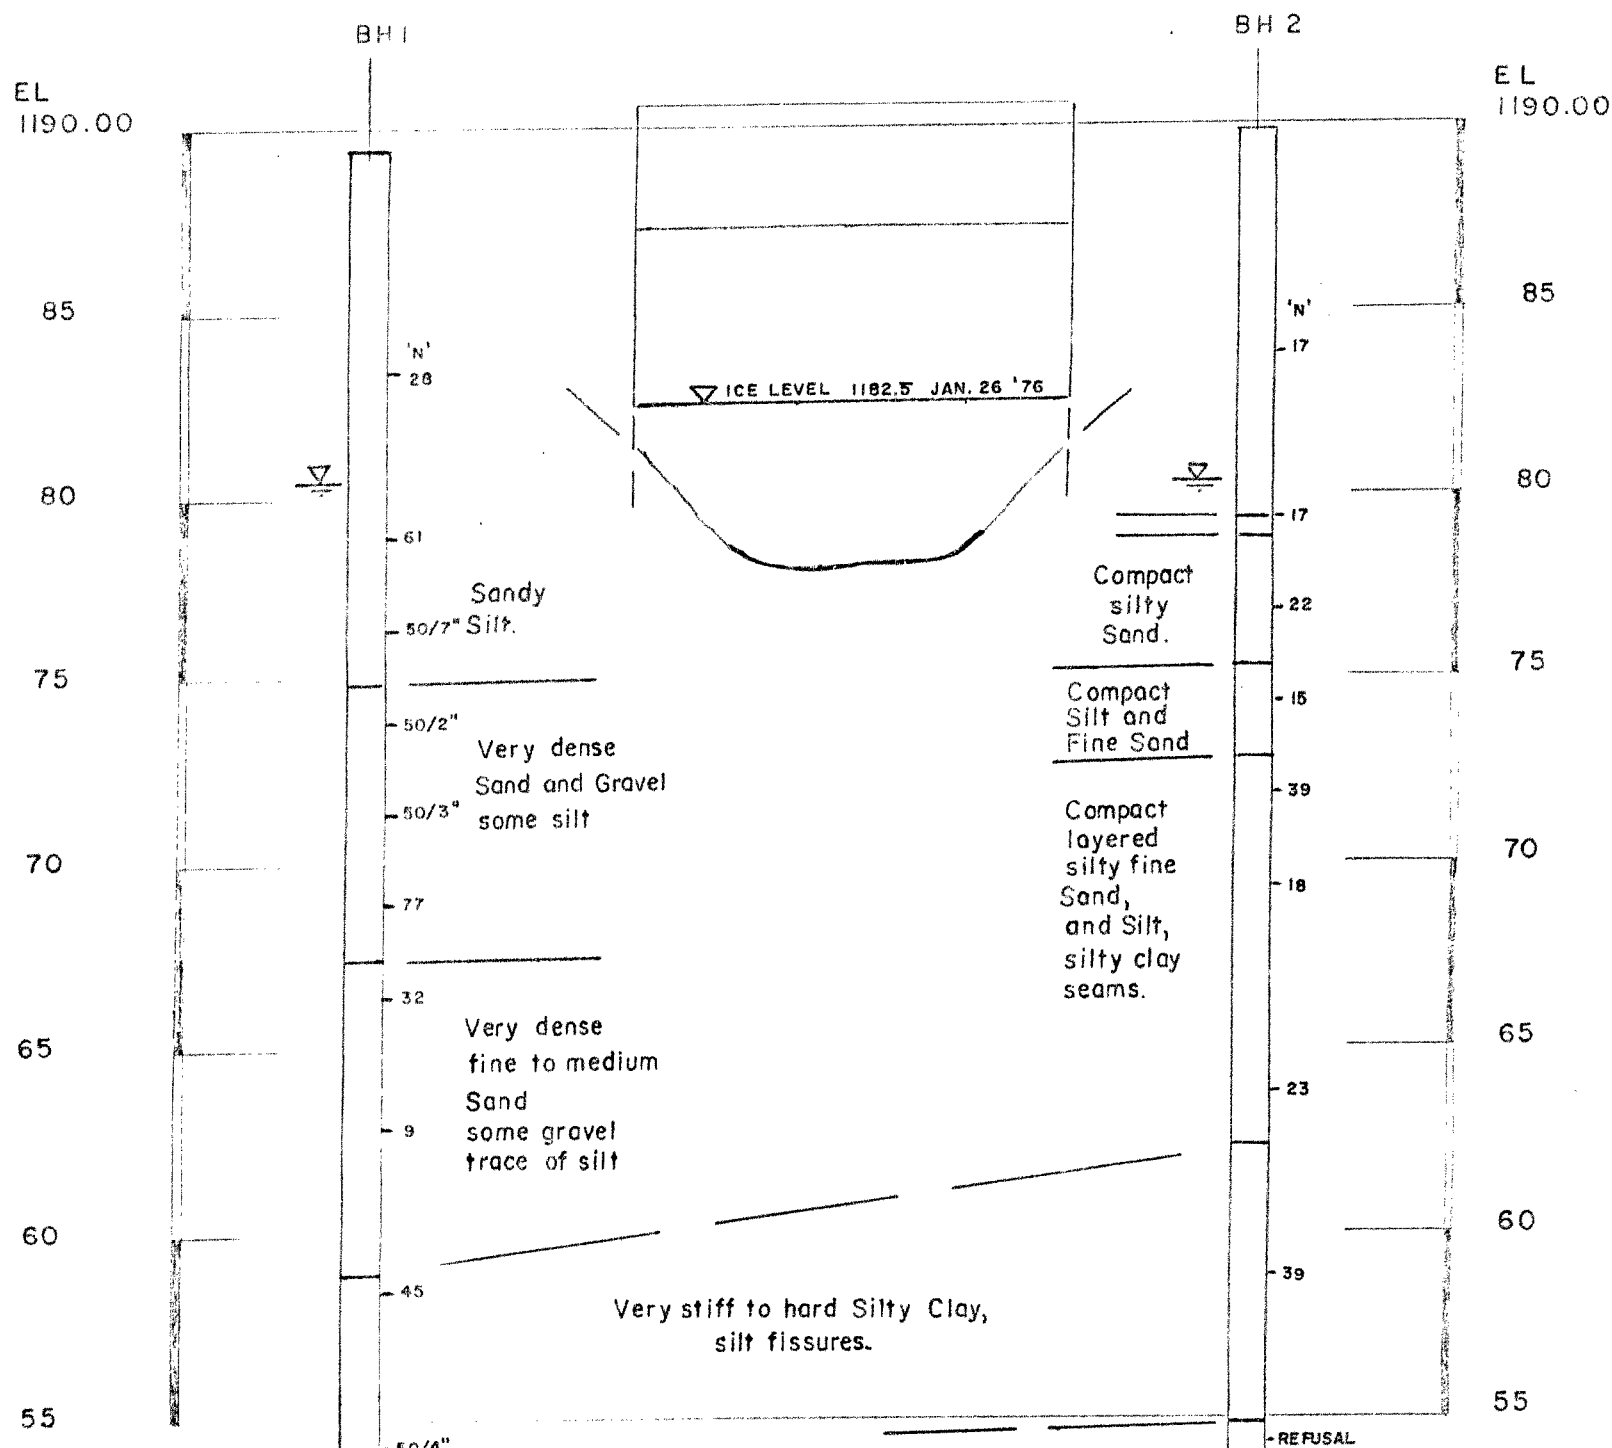 BH 1
BH 2
EL
1190.00
EL
1190.00
85
85
'N'
17
'N'
28
ICE LEVEL 1182.5 JAN. 26 '76
80
80
17
61
Sandy
Silt.
50/7"
Compact
silty
Sand.
22
75
75
50/2"
Very dense
Sand and Gravel
some silt
50/3"
Compact
Silt and
Fine Sand
15
39
70
70
77
Compact
layered
silty fine
Sand,
and Silt,
silty clay
seams.
18
32
65
65
Very dense
fine to medium
Sand
some gravel
trace of silt
9
23
60
60
45
39
Very stiff to hard Silty Clay,
silt fissures.
55
55
REFUSAL